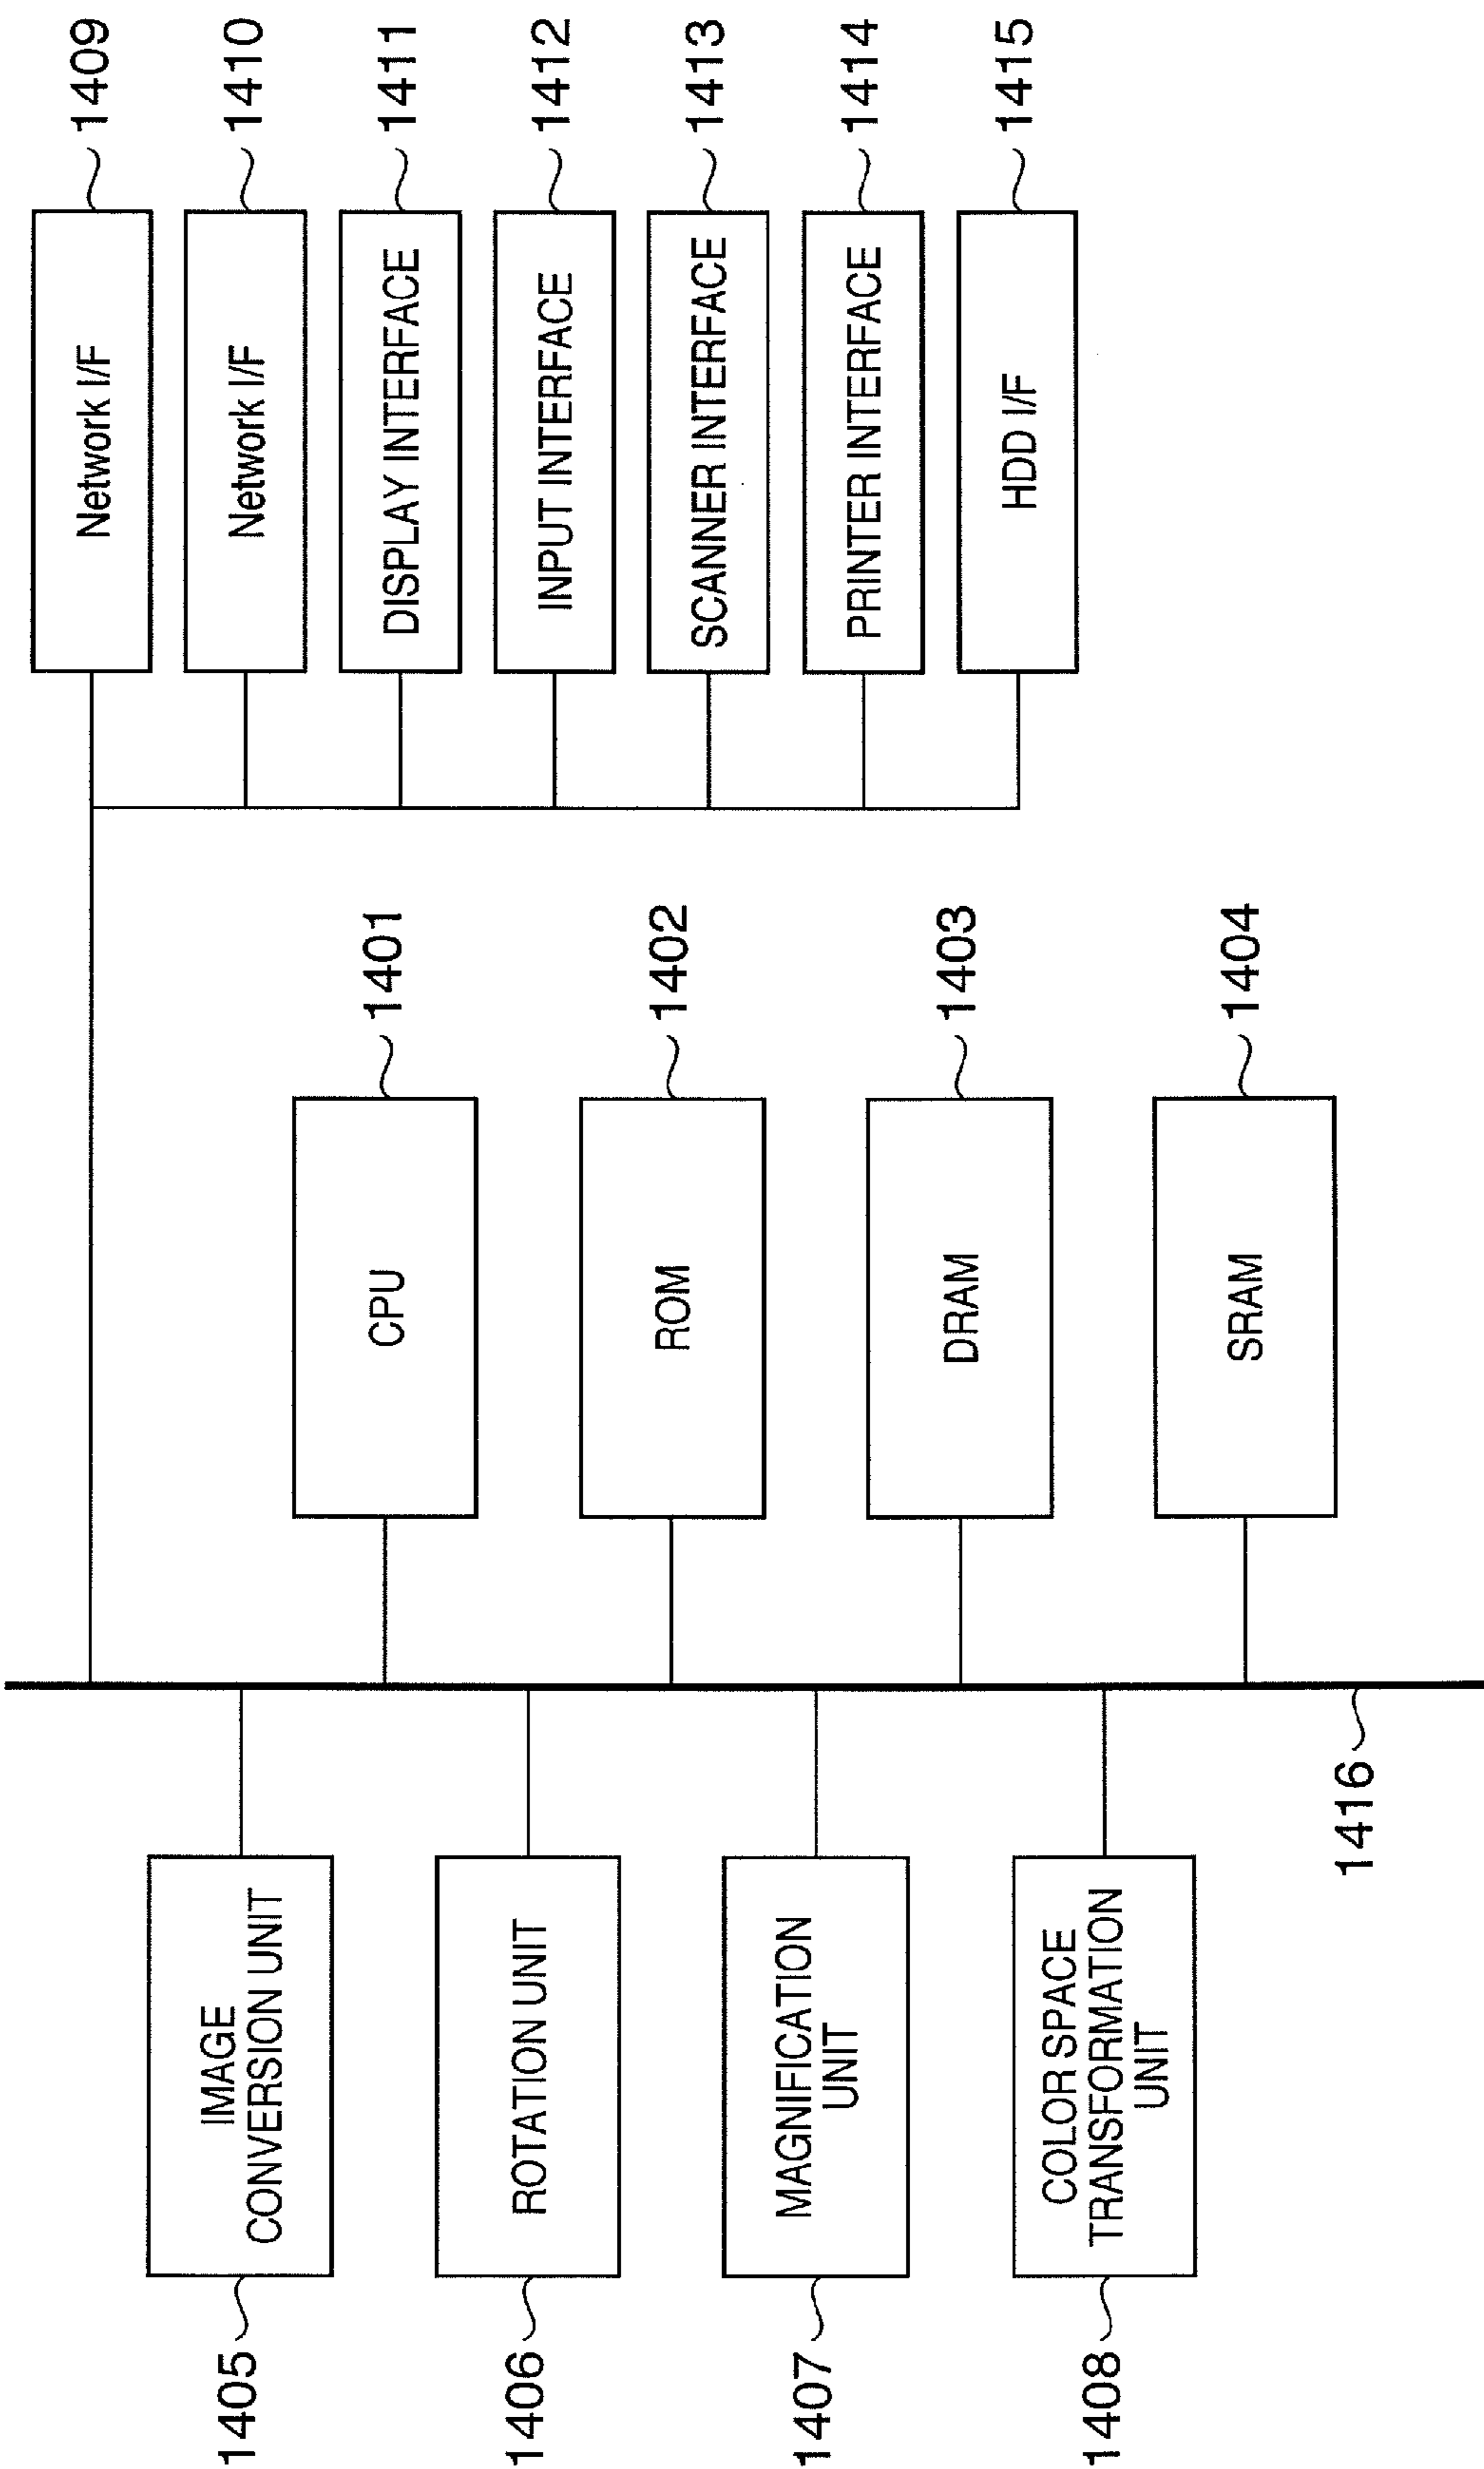 1405
IMAGE
CONVERSION UNIT
1406
ROTATION UNIT
1407
MAGNIFICATION
UNIT
1408
COLOR SPACE
TRANSFORMATION
UNIT
1416
CPU
1401
ROM
1402
DRAM
1403
SRAM
1404
Network I/F
1409
Network I/F
1410
DISPLAY INTERFACE
1411
INPUT INTERFACE
1412
SCANNER INTERFACE
1413
PRINTER INTERFACE
1414
HDD I/F
1415